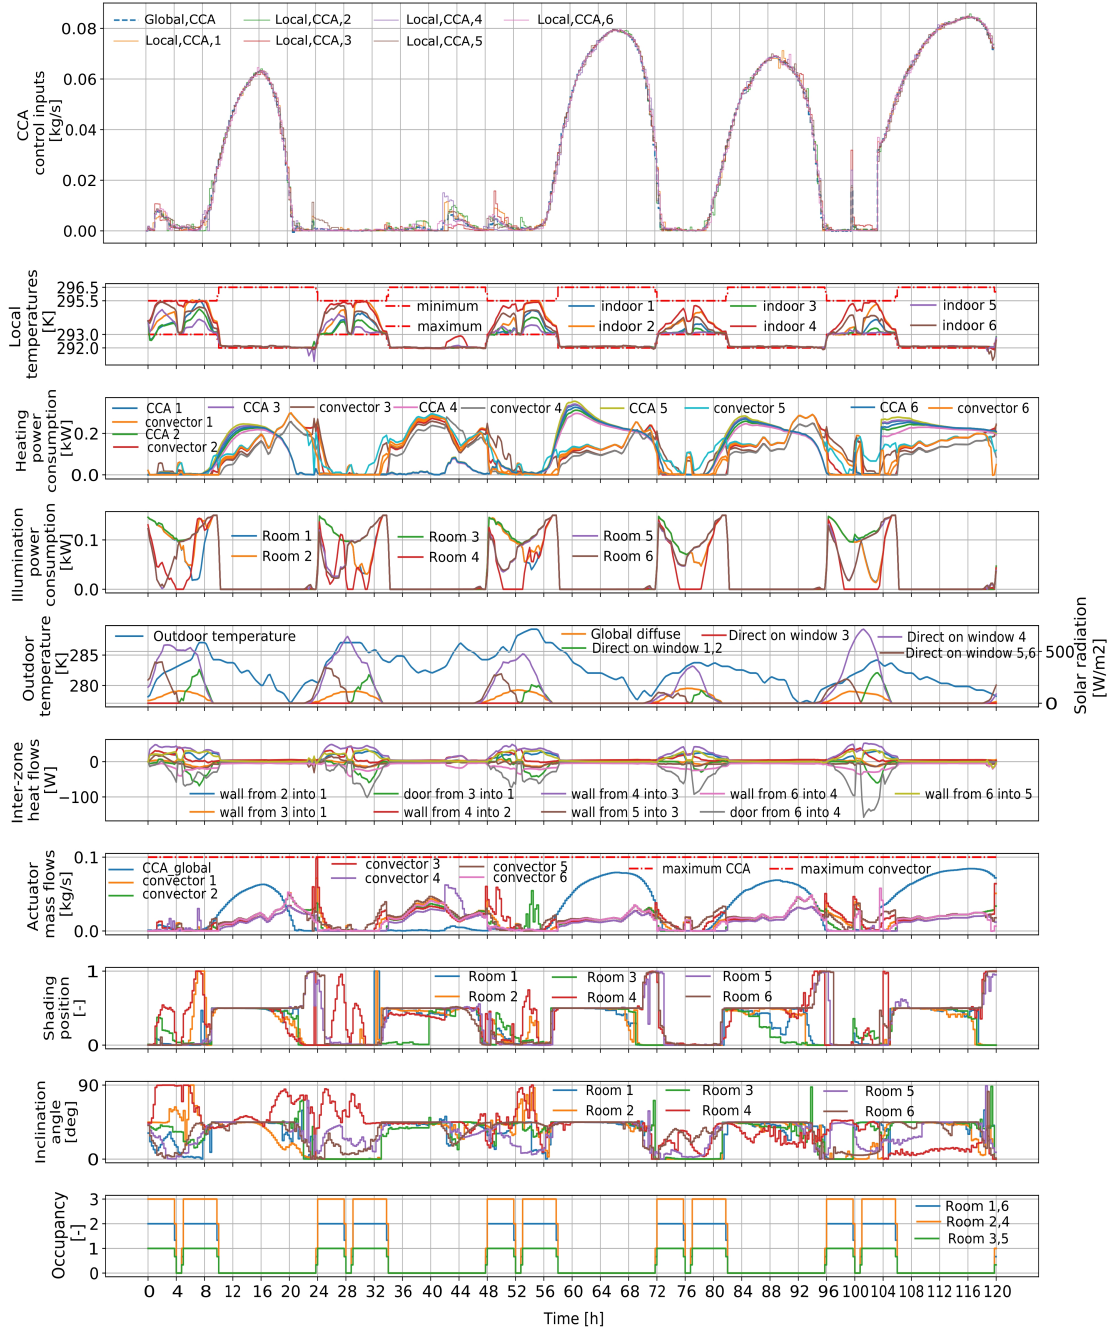 Global,CCA Local,CCA,2 Local,CCA,4 Local,CCA,6
Local,CCA,1 Local,CCA,3 Local,CCA,5
CCA
control inputs
[kg/s]
0.08
0.06
0.04
0.02
0.00
Local
temperatures
[K]
296.5
295.5
293.0
292.0
minimum indoor 1 indoor 3 indoor 5
maximum indoor 2 indoor 4 indoor 6
Heating
power
consumption
[kW]
0.2
0.0
CCA 1 CCA 3 convector 3 CCA 4 convector 4 CCA 5 convector 5 CCA 6 convector 6
convector 1
CCA 2
convector 2
Illumination
power
consumption
[kW]
0.1
0.0
Room 1 Room 3 Room 5
Room 2 Room 4 Room 6
Outdoor
temperature
[K]
285
280
Outdoor temperature Global diffuse Direct on window 3 Direct on window 4
Direct on window 1,2 Direct on window 5,6
500
0
Solar radiation
[W/m2]
Inter-zone
heat flows
[W]
0
−100
wall from 2 into 1 door from 3 into 1 wall from 4 into 3 wall from 6 into 4 wall from 6 into 5
wall from 3 into 1 wall from 4 into 2 wall from 5 into 3 door from 6 into 4
Actuator
mass flows
[kg/s]
0.1
0.0
CCA_global convector 3 convector 5 maximum CCA maximum convector
convector 1 convector 4 convector 6
convector 2
Shading
position
[-]
1
0
Room 1 Room 3 Room 5
Room 2 Room 4 Room 6
Inclination
angle
[deg]
90
0
Room 1 Room 3 Room 5
Room 2 Room 4 Room 6
Occupancy
[-]
3
2
1
0
Room 1,6
Room 2,4
Room 3,5
0 4 8 12 16 20 24 28 32 36 40 44 48 52 56 60 64 68 72 76 80 84 88 92 96 100 104 108 112 116 120
Time [h]